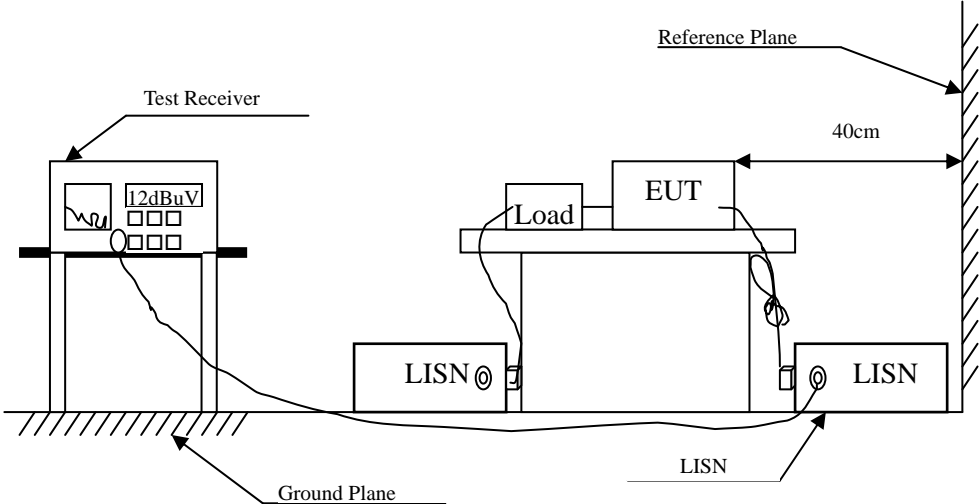 Reference Plane
Test Receiver
40cm
12dBuV
Load
EUT
LISN
LISN
LISN
Ground Plane